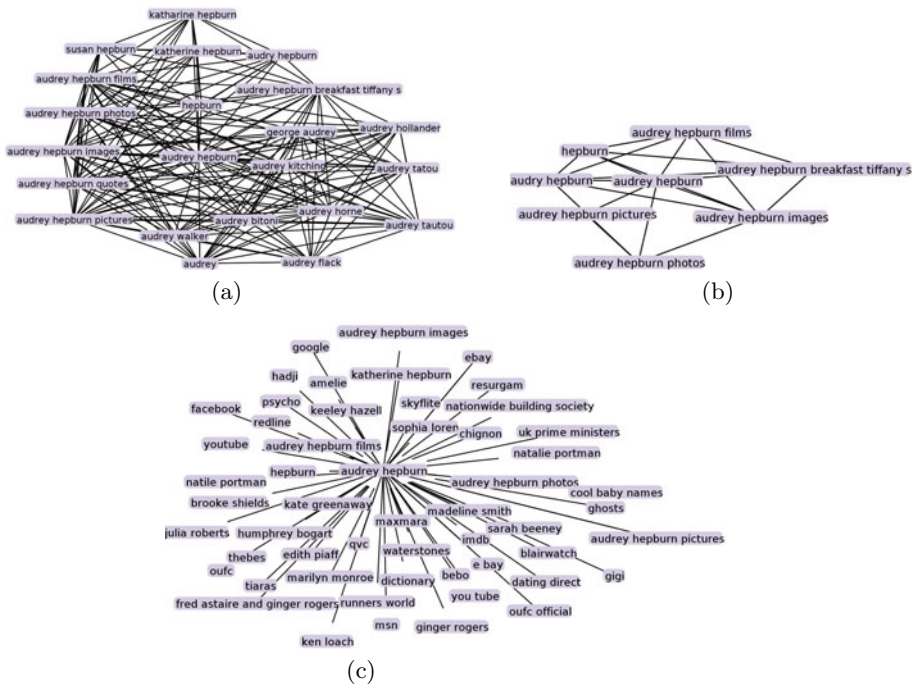 katharine hepburn
susan hepburn
katherine hepburn
audry hepburn
audrey hepburn films
audrey hepburn breakfast tiffany s
hepburn
audrey hepburn photos
george audrey
audrey hollander
audrey hepburn images
audrey hepburn
audrey kitching
audrey tatou
audrey hepburn quotes
audrey horne
audrey hepburn pictures
audrey bitoni
audrey tautou
audrey walker
audrey
audrey flack
(a)
audrey hepburn films
hepburn
audrey hepburn breakfast tiffany s
audry hepburn
audrey hepburn
audrey hepburn pictures
audrey hepburn images
audrey hepburn photos
(b)
audrey hepburn images
google
ebay
hadji
amelie
katherine hepburn
resurgam
psycho
skyflite
nationwide building society
facebook
keeley hazell
redline
sophia loren
chignon
uk prime ministers
youtube
audrey hepburn films
natalie portman
hepburn
audrey hepburn
natile portman
audrey hepburn photos
cool baby names
brooke shields
kate greenaway
madeline smith
ghosts
maxmara
julia roberts
humphrey bogart
sarah beeney
imdb
audrey hepburn pictures
qvc
thebes
edith piaff
waterstones
blairwatch
oufc
e bay
marilyn monroe
dictionary
bebo
dating direct
gigi
tiaras
you tube
fred astaire and ginger rogers
runners world
oufc official
msn
ginger rogers
ken loach
(c)